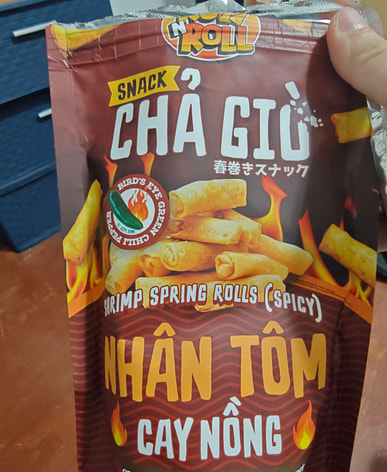 N
ROLL
SNACK
CHẢ GIÒ
春巻きスナック
BIRD'S EYE
GREEN
CHILI PEPPER
SHRIMP SPRING ROLLS (SPICY)
NHÂN TÔM
CAY NỒNG